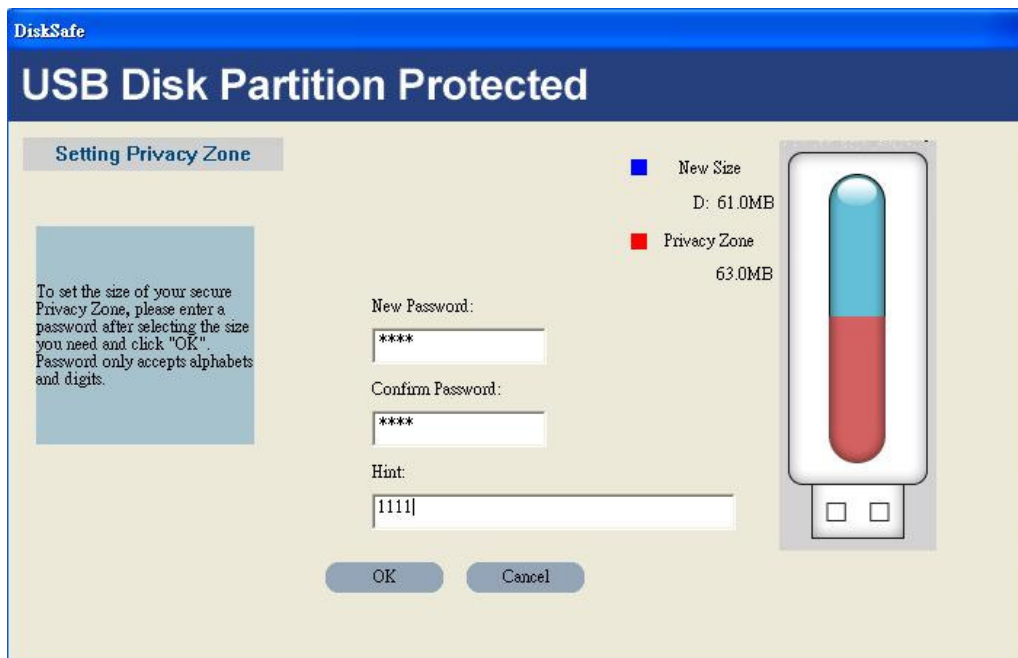 DiskSafe
USB Disk Partition Protected
Setting Privacy Zone
New Size
D: 61.0MB
Privacy Zone
63.0MB
To set the size of your secure
Privacy Zone, please enter a
password after selecting the size
you need and click "OK".
Password only accepts alphabets
and digits.
New Password:
****
Confirm Password:
****
Hint:
1111
OK
Cancel